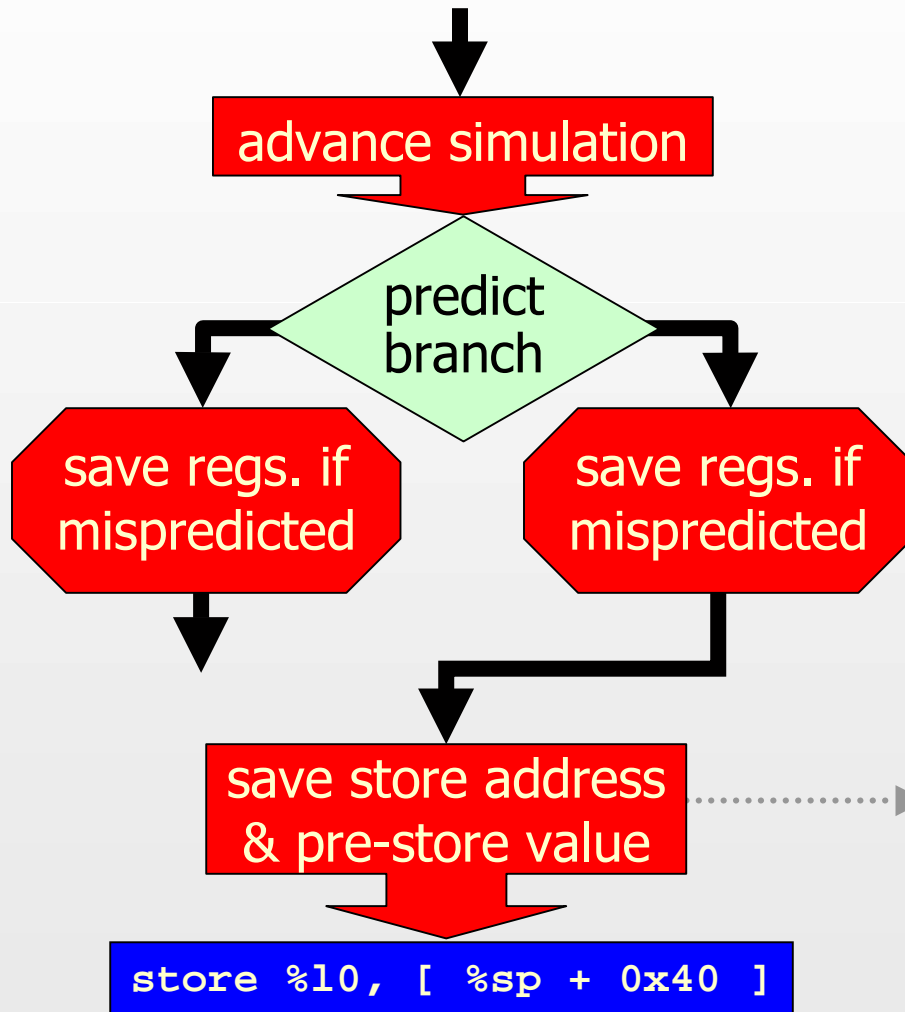 advance simulation
predict
branch
save regs. if
mispredicted
save regs. if
mispredicted
save store address
& pre-store value
store %l0, [ %sp + 0x40 ]